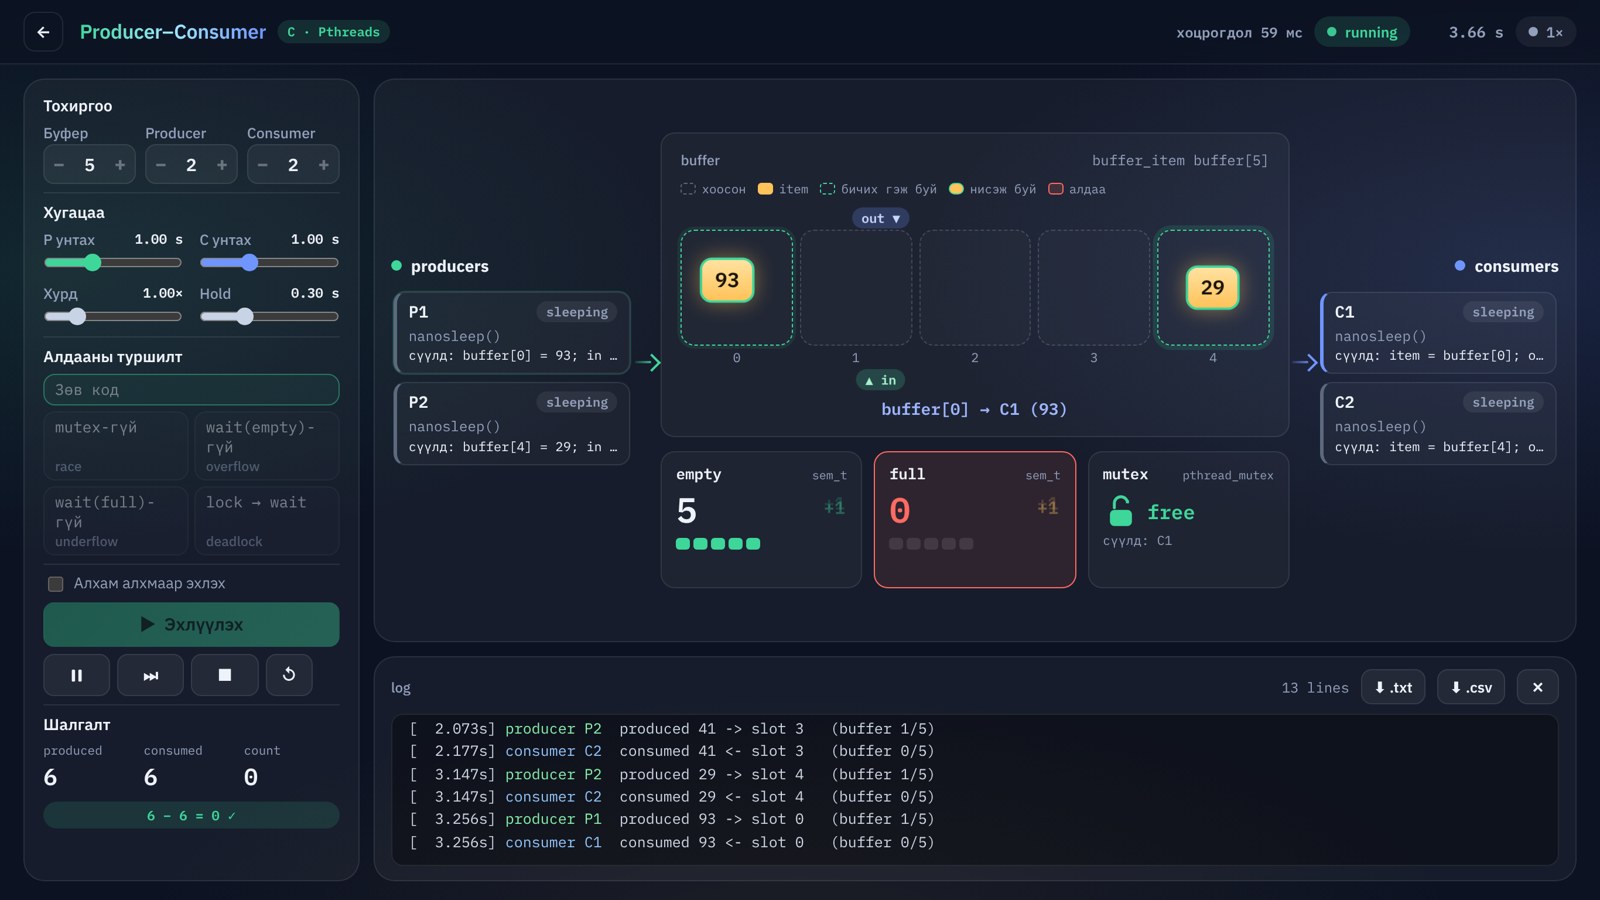 Producer–Consumer
C · Pthreads
хоцрогдол 59 мс
running
3.66 s
1×
Тохиргоо
Буфер Producer Consumer
− 5 + − 2 + − 2 +
Хугацаа
P унтах 1.00 s C унтах 1.00 s
Хурд 1.00× Hold 0.30 s
Алдааны туршилт
Зөв код
mutex-гүй
race
wait(empty)-
гүй
overflow
wait(full)-
гүй
underflow
lock → wait
deadlock
Алхам алхмаар эхлэх
Эхлүүлэх
Шалгалт
produced consumed count
6 6 0
6 − 6 = 0 ✓
producers
P1 sleeping
nanosleep()
сүүлд: buffer[0] = 93; in …
P2 sleeping
nanosleep()
сүүлд: buffer[4] = 29; in …
buffer buffer_item buffer[5]
хоосон item бичих гэж буй нисэж буй алдаа
out ▼
93 29
0 1 2 3 4
▲ in
buffer[0] → C1 (93)
empty sem_t
5 +1
full sem_t
0 +1
mutex pthread_mutex
free
сүүлд: C1
consumers
C1 sleeping
nanosleep()
сүүлд: item = buffer[0]; o…
C2 sleeping
nanosleep()
сүүлд: item = buffer[4]; o…
log 13 lines ⬇ .txt ⬇ .csv ✕
[ 2.073s] producer P2 produced 41 -> slot 3 (buffer 1/5)
[ 2.177s] consumer C2 consumed 41 <- slot 3 (buffer 0/5)
[ 3.147s] producer P2 produced 29 -> slot 4 (buffer 1/5)
[ 3.147s] consumer C2 consumed 29 <- slot 4 (buffer 0/5)
[ 3.256s] producer P1 produced 93 -> slot 0 (buffer 1/5)
[ 3.256s] consumer C1 consumed 93 <- slot 0 (buffer 0/5)